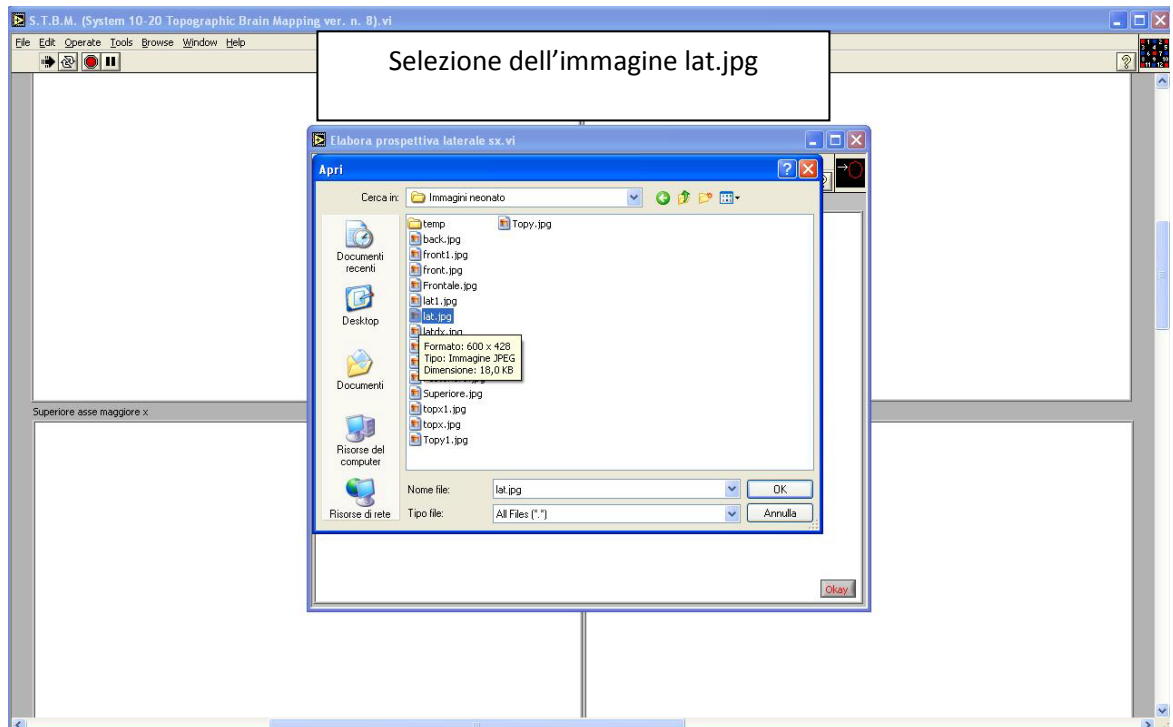 S.T.B.M. (System 10-20 Topographic Brain Mapping ver. n. 8).vi
File Edit Operate Tools Browse Window Help
Selezione dell’immagine lat.jpg
Elabora prospettiva laterale sx.vi
Apri
Cerca in: Immagini neonato
Documenti recenti
Desktop
Documenti
Risorse del computer
Risorse di rete
temp
back.jpg
front1.jpg
front.jpg
Frontale.jpg
lat1.jpg
lat.jpg
latdx.jpg
Formato: 600 x 428
Tipo: Immagine JPEG
Dimensione: 18,0 KB
Superiore.jpg
topx1.jpg
topx.jpg
Topy1.jpg
Topy.jpg
Nome file: lat.jpg OK
Tipo file: All Files (".") Annulla
Okay
Superiore asse maggiore x